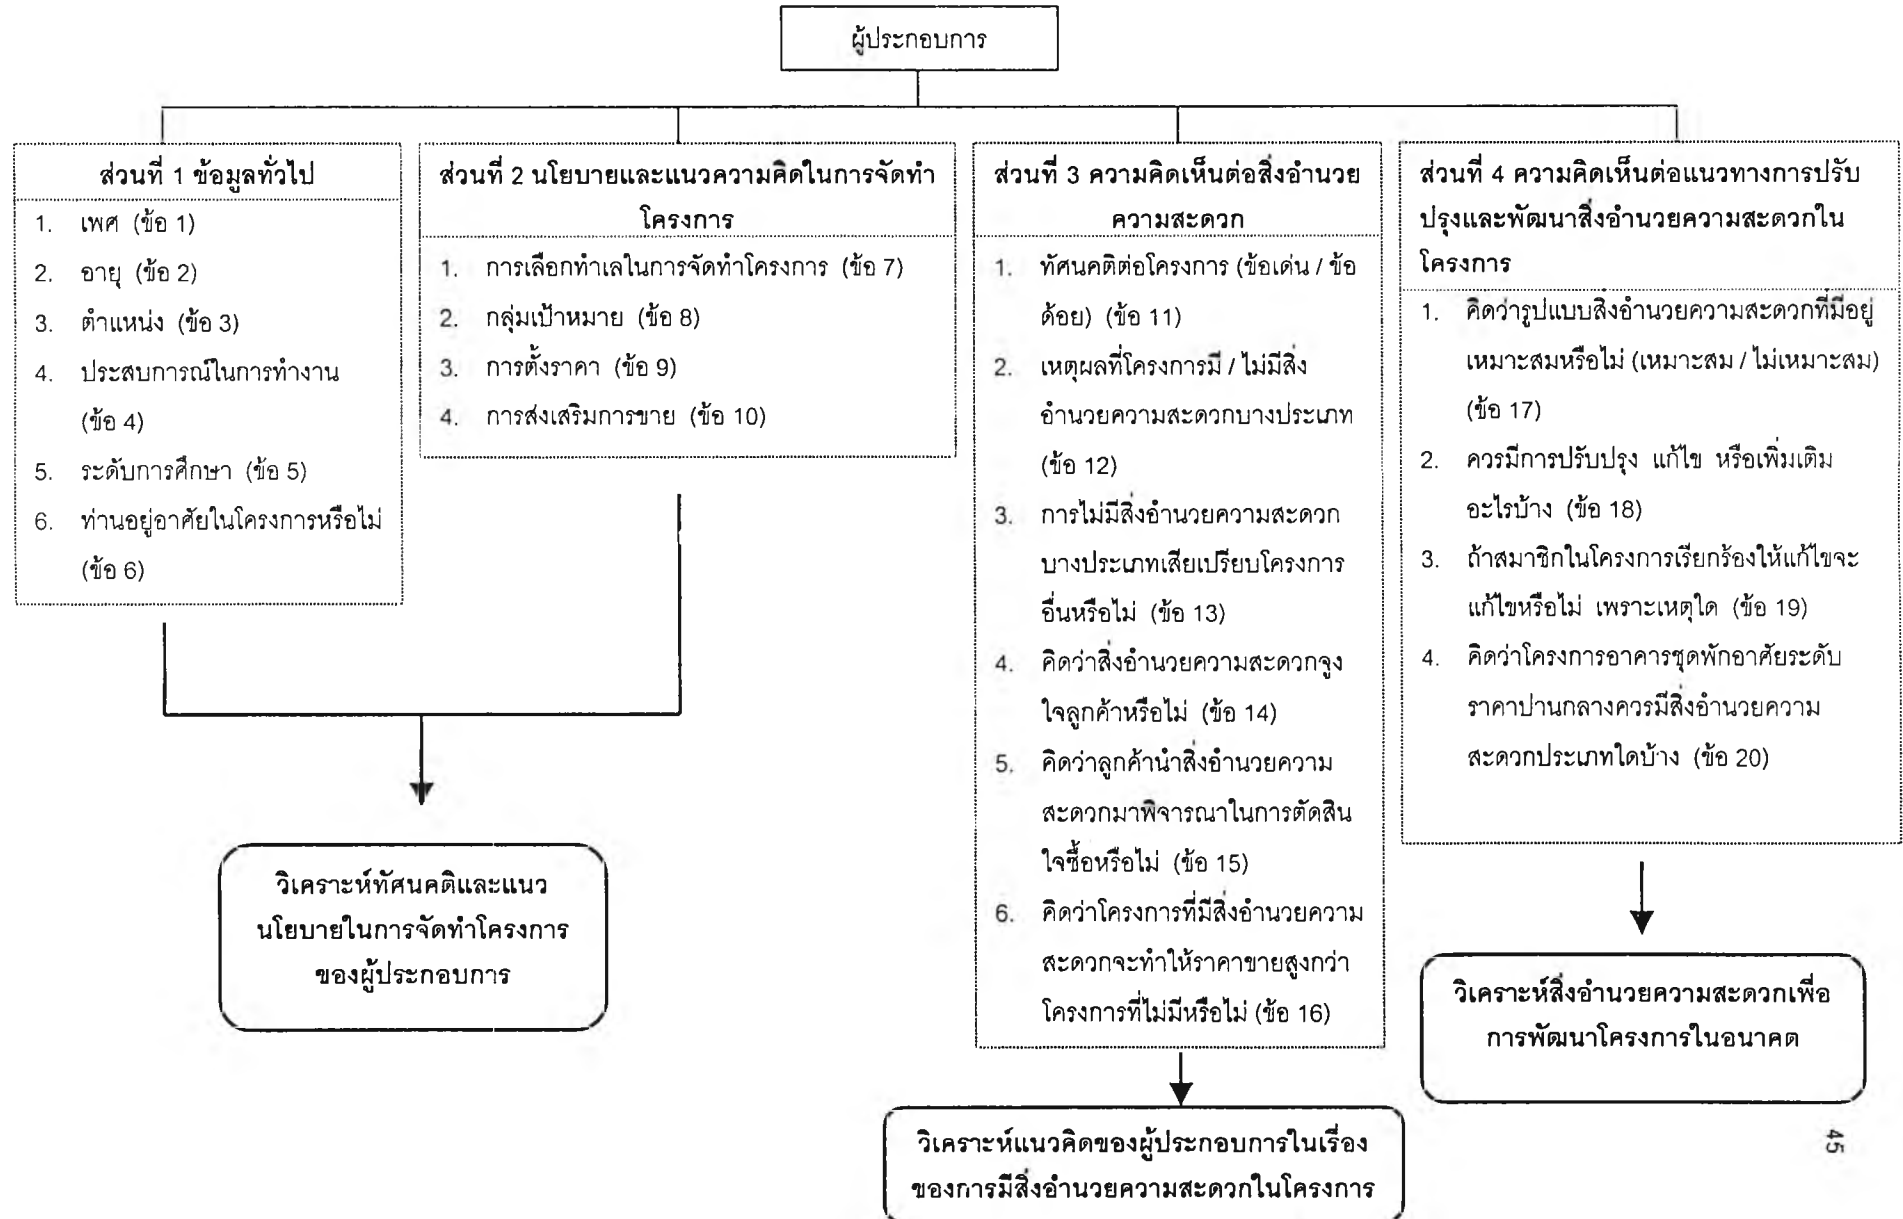 ผู้ประกอบการ
ส่วนที่ 1 ข้อมูลทั่วไป
1. เพศ (ข้อ 1)
2. อายุ (ข้อ 2)
3. ตำแหน่ง (ข้อ 3)
4. ประสบการณ์ในการทำงาน
(ข้อ 4)
5. ระดับการศึกษา (ข้อ 5)
6. ท่านอยู่อาศัยในโครงการหรือไม่
(ข้อ 6)
ส่วนที่ 2 นโยบายและแนวความคิดในการจัดทำ
โครงการ
1. การเลือกทำเลในการจัดทำโครงการ (ข้อ 7)
2. กลุ่มเป้าหมาย (ข้อ 8)
3. การตั้งราคา (ข้อ 9)
4. การส่งเสริมการขาย (ข้อ 10)
วิเคราะห์ทัศนคติและแนว
นโยบายในการจัดทำโครงการ
ของผู้ประกอบการ
ส่วนที่ 3 ความคิดเห็นต่อสิ่งอำนวย
ความสะดวก
1. ทัศนคติต่อโครงการ (ข้อเด่น / ข้อ
ด้อย) (ข้อ 11)
2. เหตุผลที่โครงการมี / ไม่มีสิ่ง
อำนวยความสะดวกบางประเภท
(ข้อ 12)
3. การไม่มีสิ่งอำนวยความสะดวก
บางประเภทเสียเปรียบโครงการ
อื่นหรือไม่ (ข้อ 13)
4. คิดว่าสิ่งอำนวยความสะดวกจูง
ใจลูกค้าหรือไม่ (ข้อ 14)
5. คิดว่าลูกค้านำสิ่งอำนวยความ
สะดวกมาพิจารณาในการตัดสิน
ใจซื้อหรือไม่ (ข้อ 15)
6. คิดว่าโครงการที่มีสิ่งอำนวยความ
สะดวกจะทำให้ราคาขายสูงกว่า
โครงการที่ไม่มีหรือไม่ (ข้อ 16)
วิเคราะห์แนวคิดของผู้ประกอบการในเรื่อง
ของการมีสิ่งอำนวยความสะดวกในโครงการ
ส่วนที่ 4 ความคิดเห็นต่อแนวทางการปรับ
ปรุงและพัฒนาสิ่งอำนวยความสะดวกใน
โครงการ
1. คิดว่ารูปแบบสิ่งอำนวยความสะดวกที่มีอยู่
เหมาะสมหรือไม่ (เหมาะสม / ไม่เหมาะสม)
(ข้อ 17)
2. ควรมีการปรับปรุง แก้ไข หรือเพิ่มเติม
อะไรบ้าง (ข้อ 18)
3. ถ้าสมาชิกในโครงการเรียกร้องให้แก้ไขจะ
แก้ไขหรือไม่ เพราะเหตุใด (ข้อ 19)
4. คิดว่าโครงการอาคารชุดพักอาศัยระดับ
ราคาปานกลางควรมีสิ่งอำนวยความ
สะดวกประเภทใดบ้าง (ข้อ 20)
วิเคราะห์สิ่งอำนวยความสะดวกเพื่อ
การพัฒนาโครงการในอนาคต
45